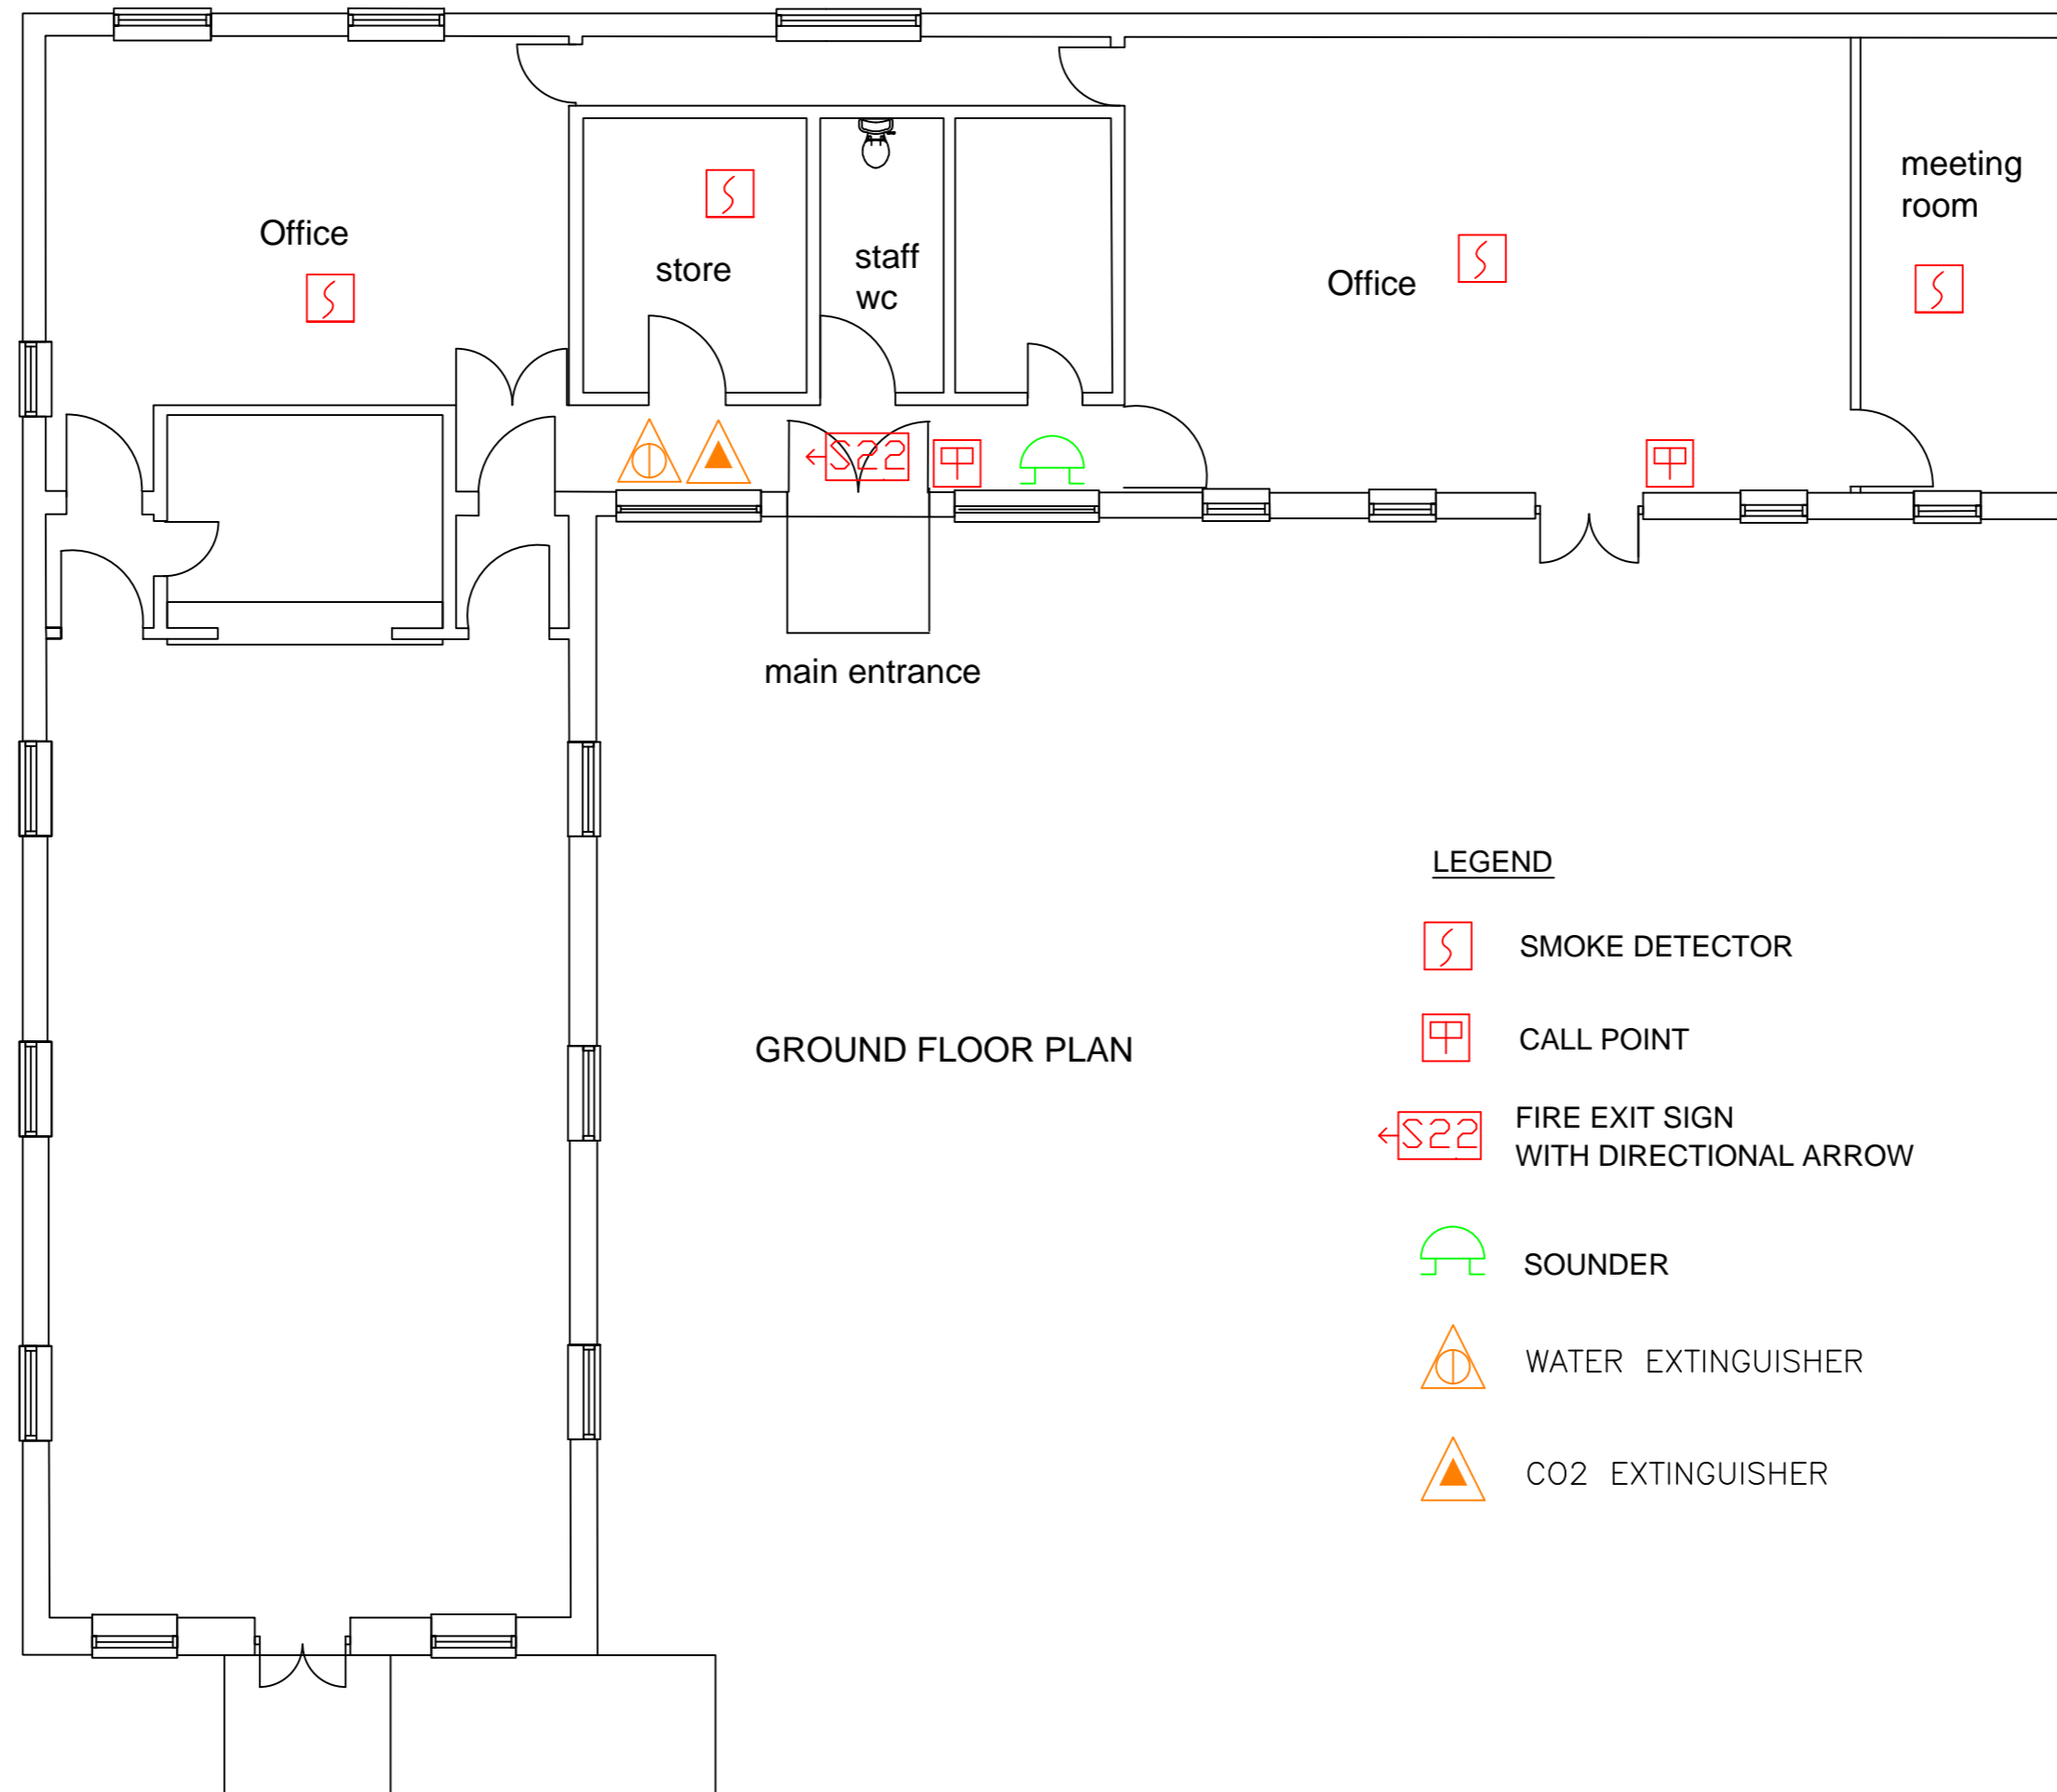 Office
store
staff
wc
Office
meeting
room
S22
main entrance
GROUND FLOOR PLAN
LEGEND
S
SMOKE DETECTOR
CALL POINT
S22
FIRE EXIT SIGN
WITH DIRECTIONAL ARROW
SOUNDER
WATER EXTINGUISHER
CO2 EXTINGUISHER